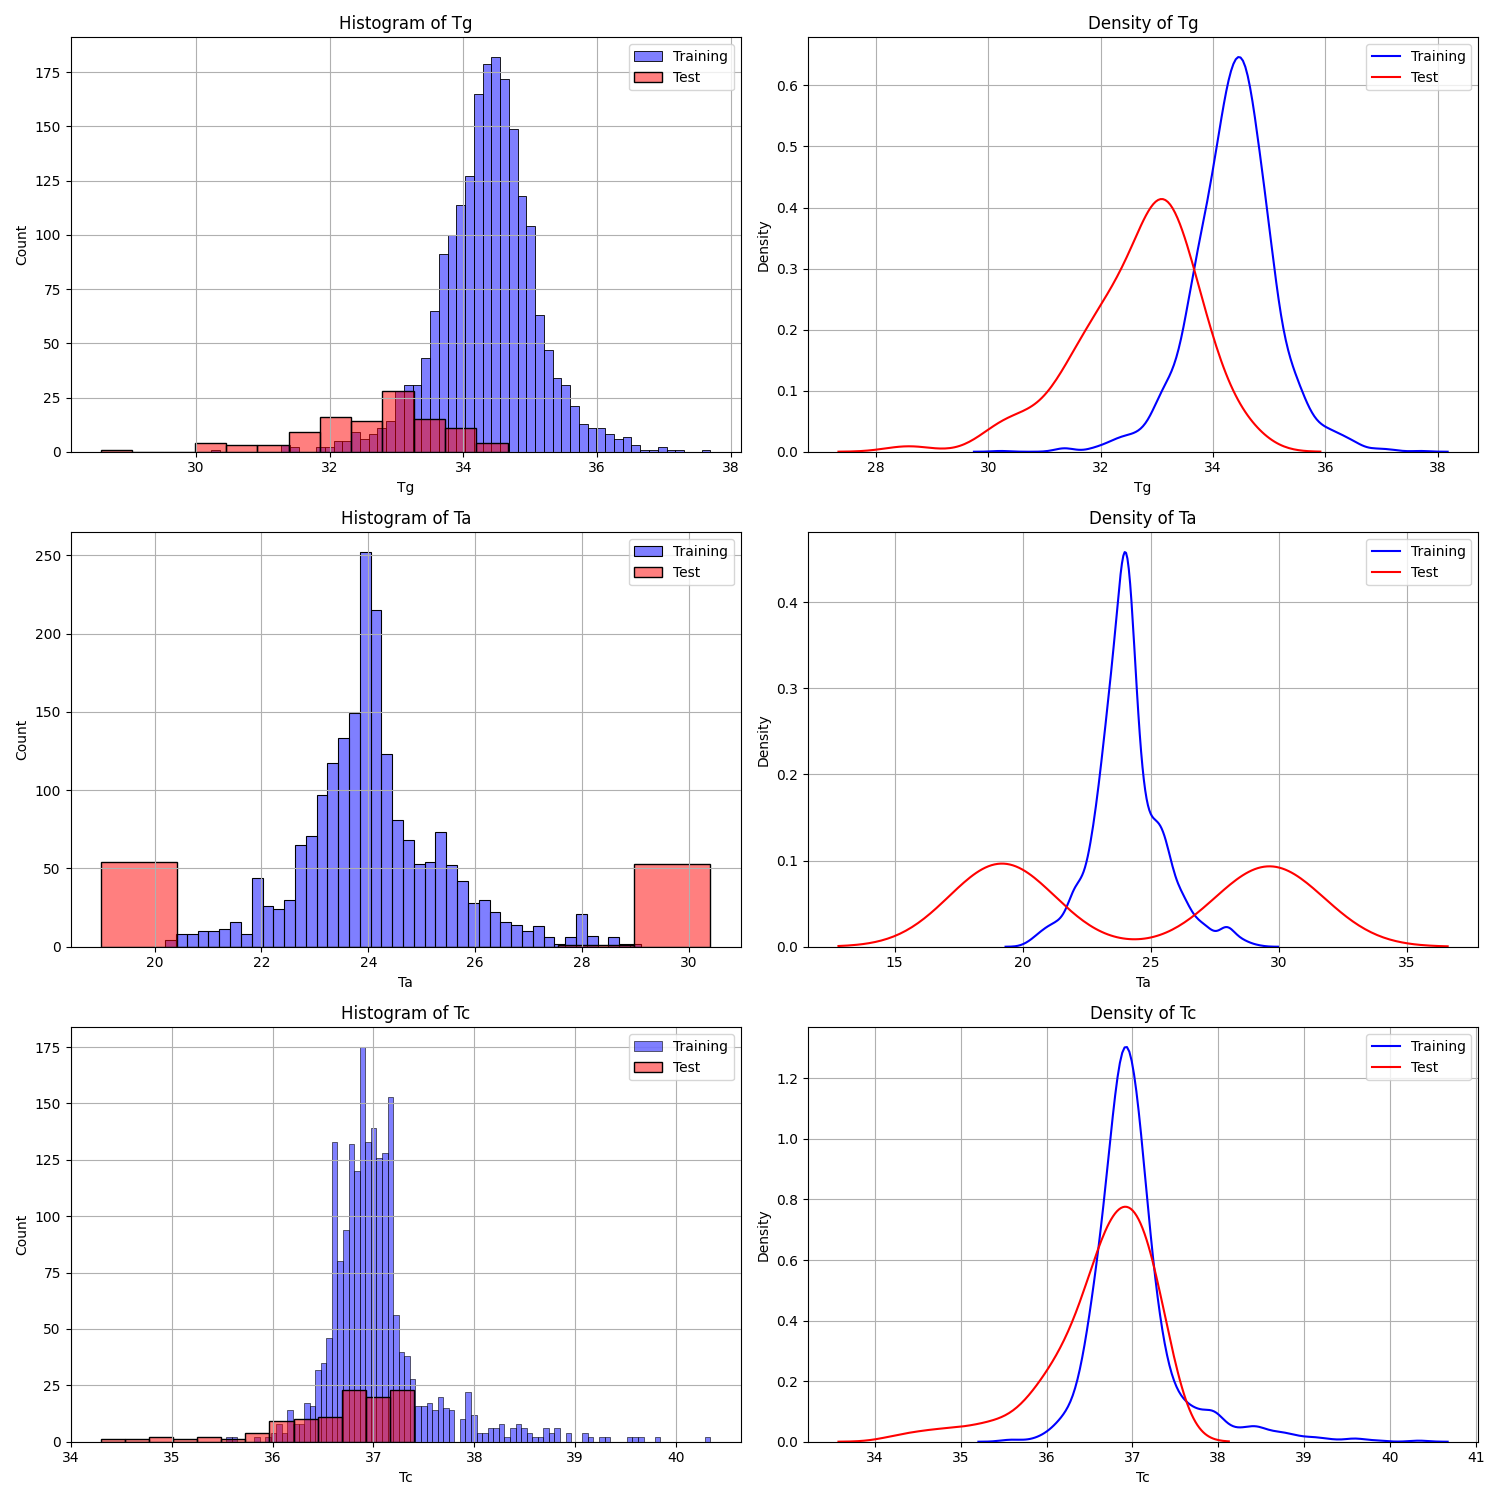 Histogram of Tg
Count
175
150
125
100
75
50
25
0
30
32
34
36
38
Tg
Training
Test
Density of Tg
Density
0.6
0.5
0.4
0.3
0.2
0.1
0.0
28
30
32
34
36
38
Tg
Training
Test
Histogram of Ta
Count
250
200
150
100
50
0
20
22
24
26
28
30
Ta
Training
Test
Density of Ta
Density
0.4
0.3
0.2
0.1
0.0
15
20
25
30
35
Ta
Training
Test
Histogram of Tc
Count
175
150
125
100
75
50
25
0
34
35
36
37
38
39
40
Tc
Training
Test
Density of Tc
Density
1.2
1.0
0.8
0.6
0.4
0.2
0.0
34
35
36
37
38
39
40
41
Tc
Training
Test